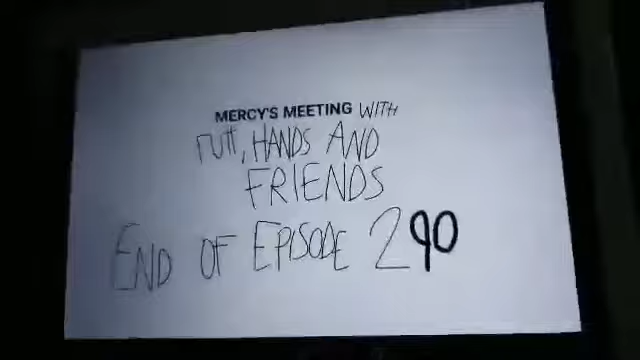 MERCY'S MEETING WITH
, HANDS AND
FRIENDS
END OF EPISODE 290